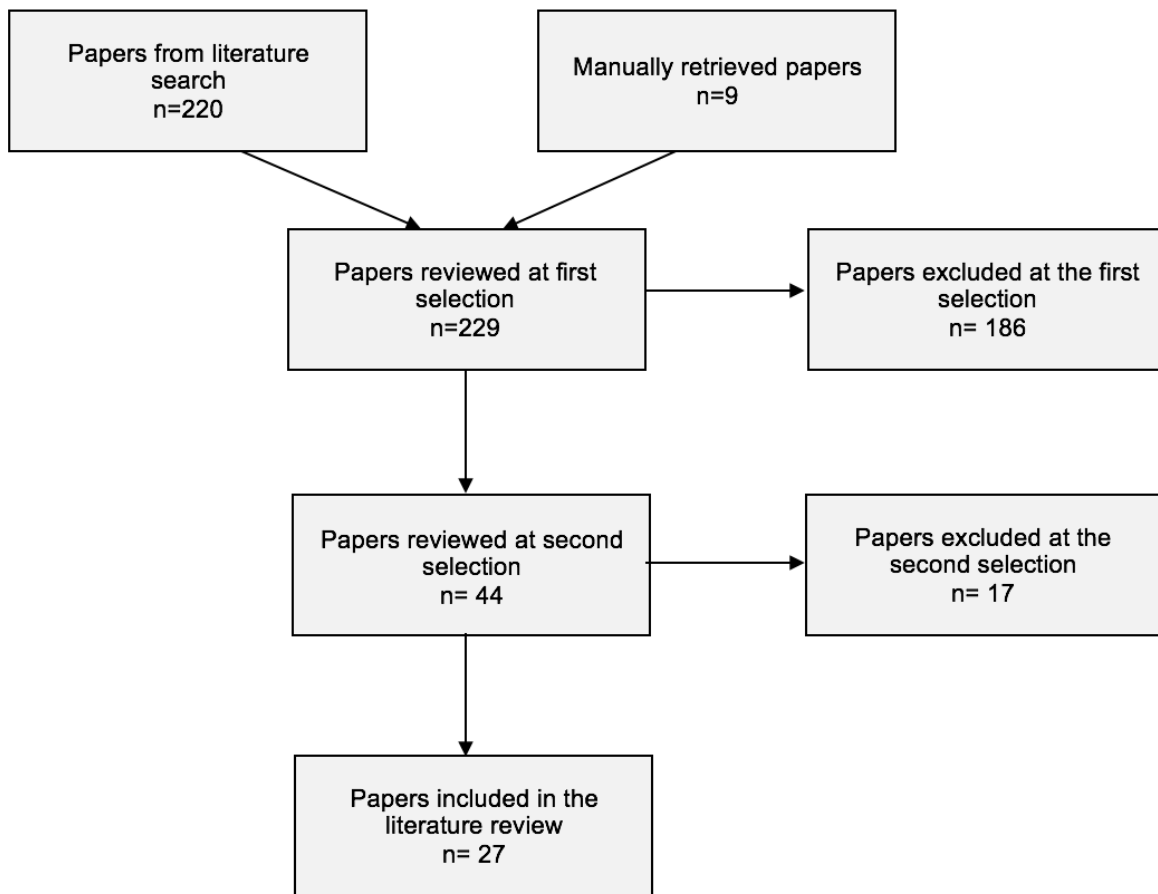 Papers from literature
search
n=220
Manually retrieved papers
n=9
Papers reviewed at first
selection
n=229
Papers excluded at the first
selection
n= 186
Papers reviewed at second
selection
n= 44
Papers excluded at the
second selection
n= 17
Papers included in the
literature review
n= 27